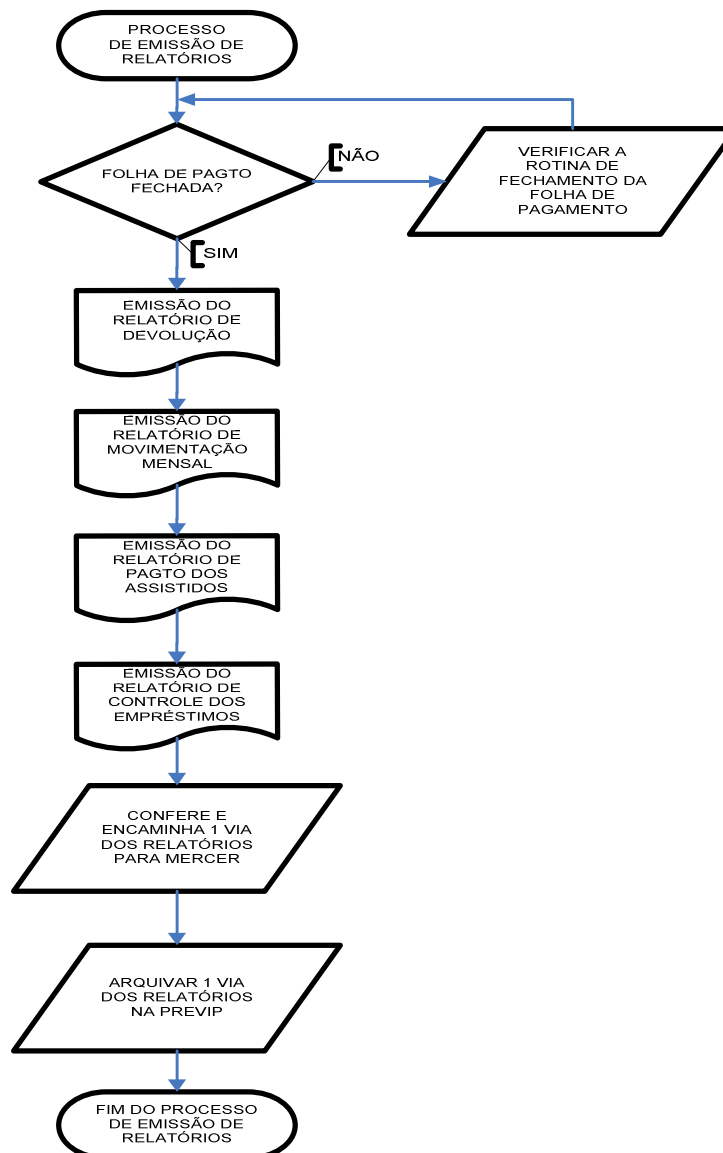 PROCESSO
DE EMISSÃO DE
RELATÓRIOS
FOLHA DE PAGTO
FECHADA?
NÃO
VERIFICAR A
ROTINA DE
FECHAMENTO DA
FOLHA DE
PAGAMENTO
SIM
EMISSÃO DO
RELATÓRIO DE
DEVOLUÇÃO
EMISSÃO DO
RELATÓRIO DE
MOVIMENTAÇÃO
MENSAL
EMISSÃO DO
RELATÓRIO DE
PAGTO DOS
ASSISTIDOS
EMISSÃO DO
RELATÓRIO DE
CONTROLE DOS
EMPRÉSTIMOS
CONFERE E
ENCAMINHA 1 VIA
DOS RELATÓRIOS
PARA MERCER
ARQUIVAR 1 VIA
DOS RELATÓRIOS
NA PREVIP
FIM DO PROCESSO
DE EMISSÃO DE
RELATÓRIOS